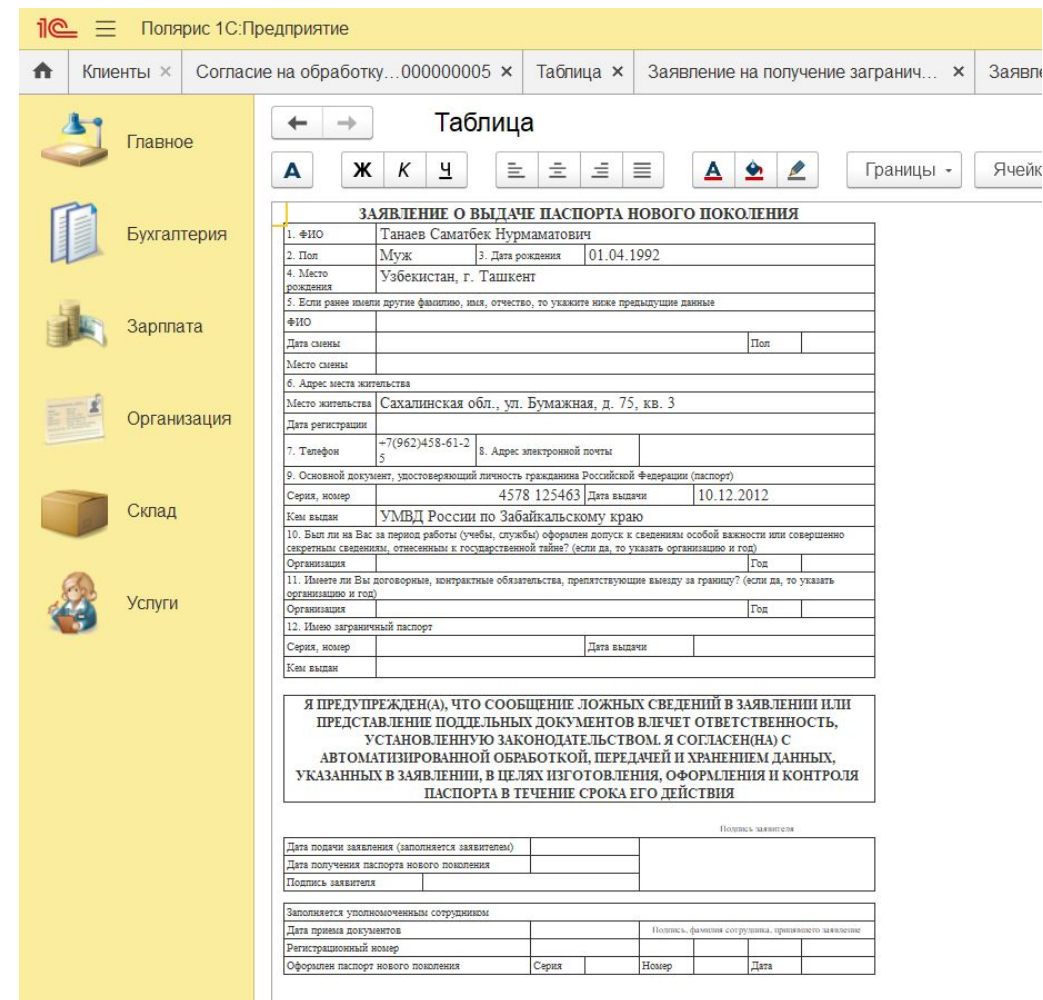 1С Полярис 1С:Предприятие
Клиенты × Согласие на обработку...000000005 × Таблица × Заявление на получение загранич... × Заявле
Главное
Бухгалтерия
Зарплата
Организация
Склад
Услуги
← → Таблица
А Ж К Ч А Границы Ячейк
ЗАЯВЛЕНИЕ О ВЫДАЧЕ ПАСПОРТА НОВОГО ПОКОЛЕНИЯ
1. ФИО Танаев Саматбек Нурмаматович
2. Пол Муж 3. Дата рождения 01.04.1992
4. Место рождения Узбекистан, г. Ташкент
5. Если ранее имели другие фамилию, имя, отчество, то укажите ниже предыдущие данные
ФИО
Дата смены Пол
Место смены
6. Адрес места жительства
Место жительства Сахалинская обл., ул. Бумажная, д. 75, кв. 3
Дата регистрации
7. Телефон +7(962)458-61-25 8. Адрес электронной почты
9. Основной документ, удостоверяющий личность гражданина Российской Федерации (паспорт)
Серия, номер 4578 125463 Дата выдачи 10.12.2012
Кем выдан УМВД России по Забайкальскому краю
10. Был ли на Вас за период работы (учебы, службы) оформлен допуск к сведениям особой важности или совершенно
секретным сведениям, отнесенным к государственной тайне? (если да, то указать организацию и год)
Организация Год
11. Имеете ли Вы договорные, контрактные обязательства, препятствующие выезду за границу? (если да, то указать
организацию и год)
Организация Год
12. Имею заграничный паспорт
Серия, номер Дата выдачи
Кем выдан
Я ПРЕДУПРЕЖДЕН(А), ЧТО СООБЩЕНИЕ ЛОЖНЫХ СВЕДЕНИЙ В ЗАЯВЛЕНИИ ИЛИ
ПРЕДСТАВЛЕНИЕ ПОДДЕЛЬНЫХ ДОКУМЕНТОВ ВЛЕЧЕТ ОТВЕТСТВЕННОСТЬ,
УСТАНОВЛЕННУЮ ЗАКОНОДАТЕЛЬСТВОМ. Я СОГЛАСЕН(НА) С
АВТОМАТИЗИРОВАННОЙ ОБРАБОТКОЙ, ПЕРЕДАЧЕЙ И ХРАНЕНИЕМ ДАННЫХ,
УКАЗАННЫХ В ЗАЯВЛЕНИИ, В ЦЕЛЯХ ИЗГОТОВЛЕНИЯ, ОФОРМЛЕНИЯ И КОНТРОЛЯ
ПАСПОРТА В ТЕЧЕНИЕ СРОКА ЕГО ДЕЙСТВИЯ
Подпись заявителя
Дата подачи заявления (заполняется заявителем)
Дата получения паспорта нового поколения
Подпись заявителя
Заполняется уполномоченным сотрудником
Дата приема документов Подпись, фамилия сотрудника, принявшего заявление
Регистрационный номер
Оформлен паспорт нового поколения Серия Номер Дата